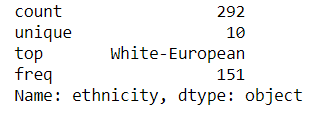 count 292
unique 10
top White-European
freq 151
Name: ethnicity, dtype: object